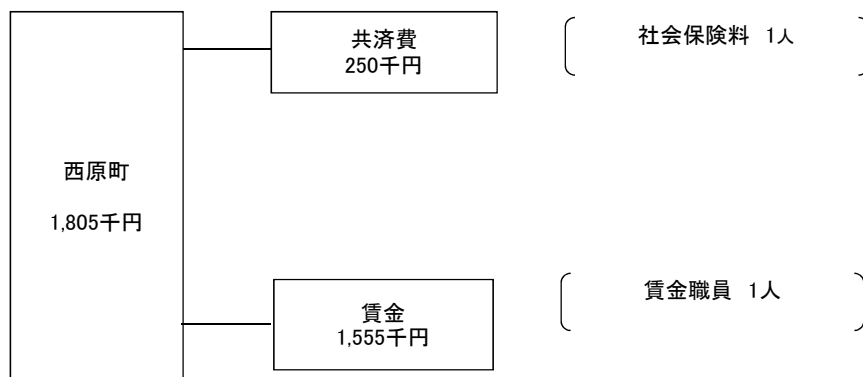 共済費
250千円
社会保険料 1人
西原町
1,805千円
賃金
1,555千円
賃金職員 1人